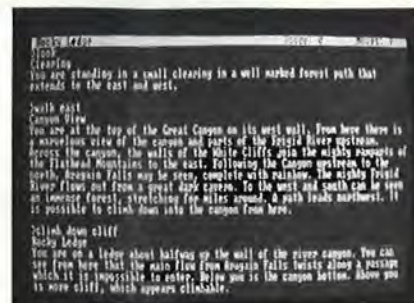 Rocky Ledge Score: 0 Moves:
Clearing
You are standing in a small clearing in a well marked forest path that
extends to the east and west.
>walk east
Canyon View
You are at the top of the Great Canyon on its west wall. From here there is
a marvelous view of the canyon and parts of the Frigid River upstream.
Across the canyon, the walls of the White Cliffs join the mighty ramparts of
the Flathead Mountains to the east. Following the Canyon upstream to the
north, Aragain Falls may be seen, complete with rainbow. The mighty Frigid
River flows out from a great dark cavern. To the west and south can be seen
an immense forest, stretching for miles around. A path leads northwest. It
is possible to climb down into the canyon from here.
>climb down cliff
Rocky Ledge
You are on a ledge about halfway up the wall of the river canyon. You can
see from here that the main flow from Aragain Falls twists along a passage
which it is impossible to enter. Below you is the canyon bottom. Above you
is more cliff, which appears climbable.